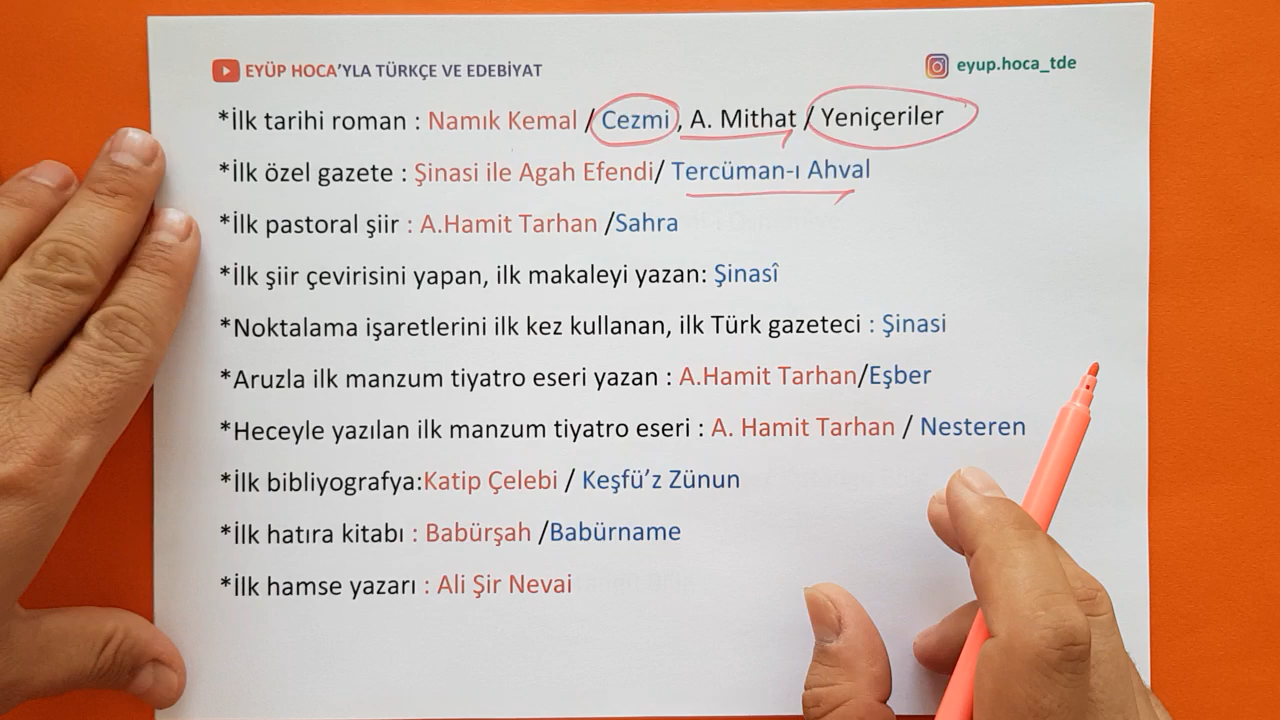 EYÜP HOCA'YLA TÜRKÇE VE EDEBİYAT
eyup.hoca_tde
*İlk tarihi roman : Namık Kemal / Cezmi , A. Mithat / Yeniçeriler
*İlk özel gazete : Şinasi ile Agah Efendi/ Tercüman-ı Ahval
*İlk pastoral şiir : A.Hamit Tarhan /Sahra
*İlk şiir çevirisini yapan, ilk makaleyi yazan: Şinasî
*Noktalama işaretlerini ilk kez kullanan, ilk Türk gazeteci : Şinasi
*Aruzla ilk manzum tiyatro eseri yazan : A.Hamit Tarhan/Eşber
*Heceyle yazılan ilk manzum tiyatro eseri : A. Hamit Tarhan / Nesteren
*İlk bibliyografya:Katip Çelebi / Keşfü'z Zünun
*İlk hatıra kitabı : Babürşah /Babürname
*İlk hamse yazarı : Ali Şir Nevai